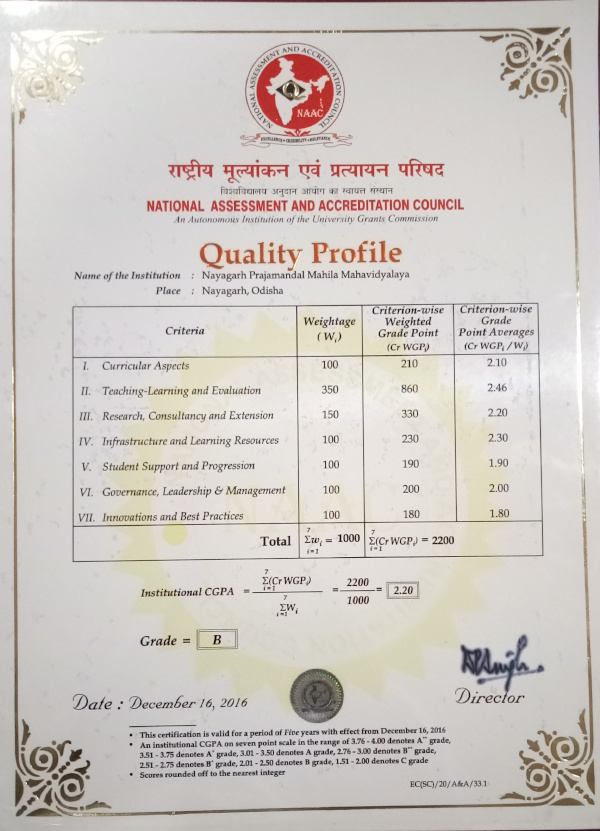 NATIONAL ASSESSMENT AND ACCREDITATION COUNCIL
NAAC
EXCELLENCE • CREDIBILITY • RELEVANCE
राष्ट्रीय मूल्यांकन एवं प्रत्यायन परिषद
विश्वविद्यालय अनुदान आयोग का स्वायत्त संस्थान
NATIONAL ASSESSMENT AND ACCREDITATION COUNCIL
An Autonomous Institution of the University Grants Commission
Quality Profile
Name of the Institution : Nayagarh Prajamandal Mahila Mahavidyalaya
Place : Nayagarh, Odisha
Criteria Weightage (Wi) Criterion-wise Weighted Grade Point (Cr WGPi) Criterion-wise Grade Point Averages (Cr WGPi / Wi)
I. Curricular Aspects 100 210 2.10
II. Teaching-Learning and Evaluation 350 860 2.46
III. Research, Consultancy and Extension 150 330 2.20
IV. Infrastructure and Learning Resources 100 230 2.30
V. Student Support and Progression 100 190 1.90
VI. Governance, Leadership & Management 100 200 2.00
VII. Innovations and Best Practices 100 180 1.80
Total 7 Σwi i=1 = 1000 7 Σ(Cr WGPi) i=1 = 2200
Institutional CGPA = 7 Σ(Cr WGPi) i=1 / 7 ΣWi i=1 = 2200 / 1000 = 2.20
Grade = B
Date : December 16, 2016
Director
• This certification is valid for a period of Five years with effect from December 16, 2016
• An institutional CGPA on seven point scale in the range of 3.76 - 4.00 denotes A++ grade,
3.51 - 3.75 denotes A+ grade, 3.01 - 3.50 denotes A grade, 2.76 - 3.00 denotes B++ grade,
2.51 - 2.75 denotes B+ grade, 2.01 - 2.50 denotes B grade, 1.51 - 2.00 denotes C grade
• Scores rounded off to the nearest integer
EC(SC)/20/A&A/33.1